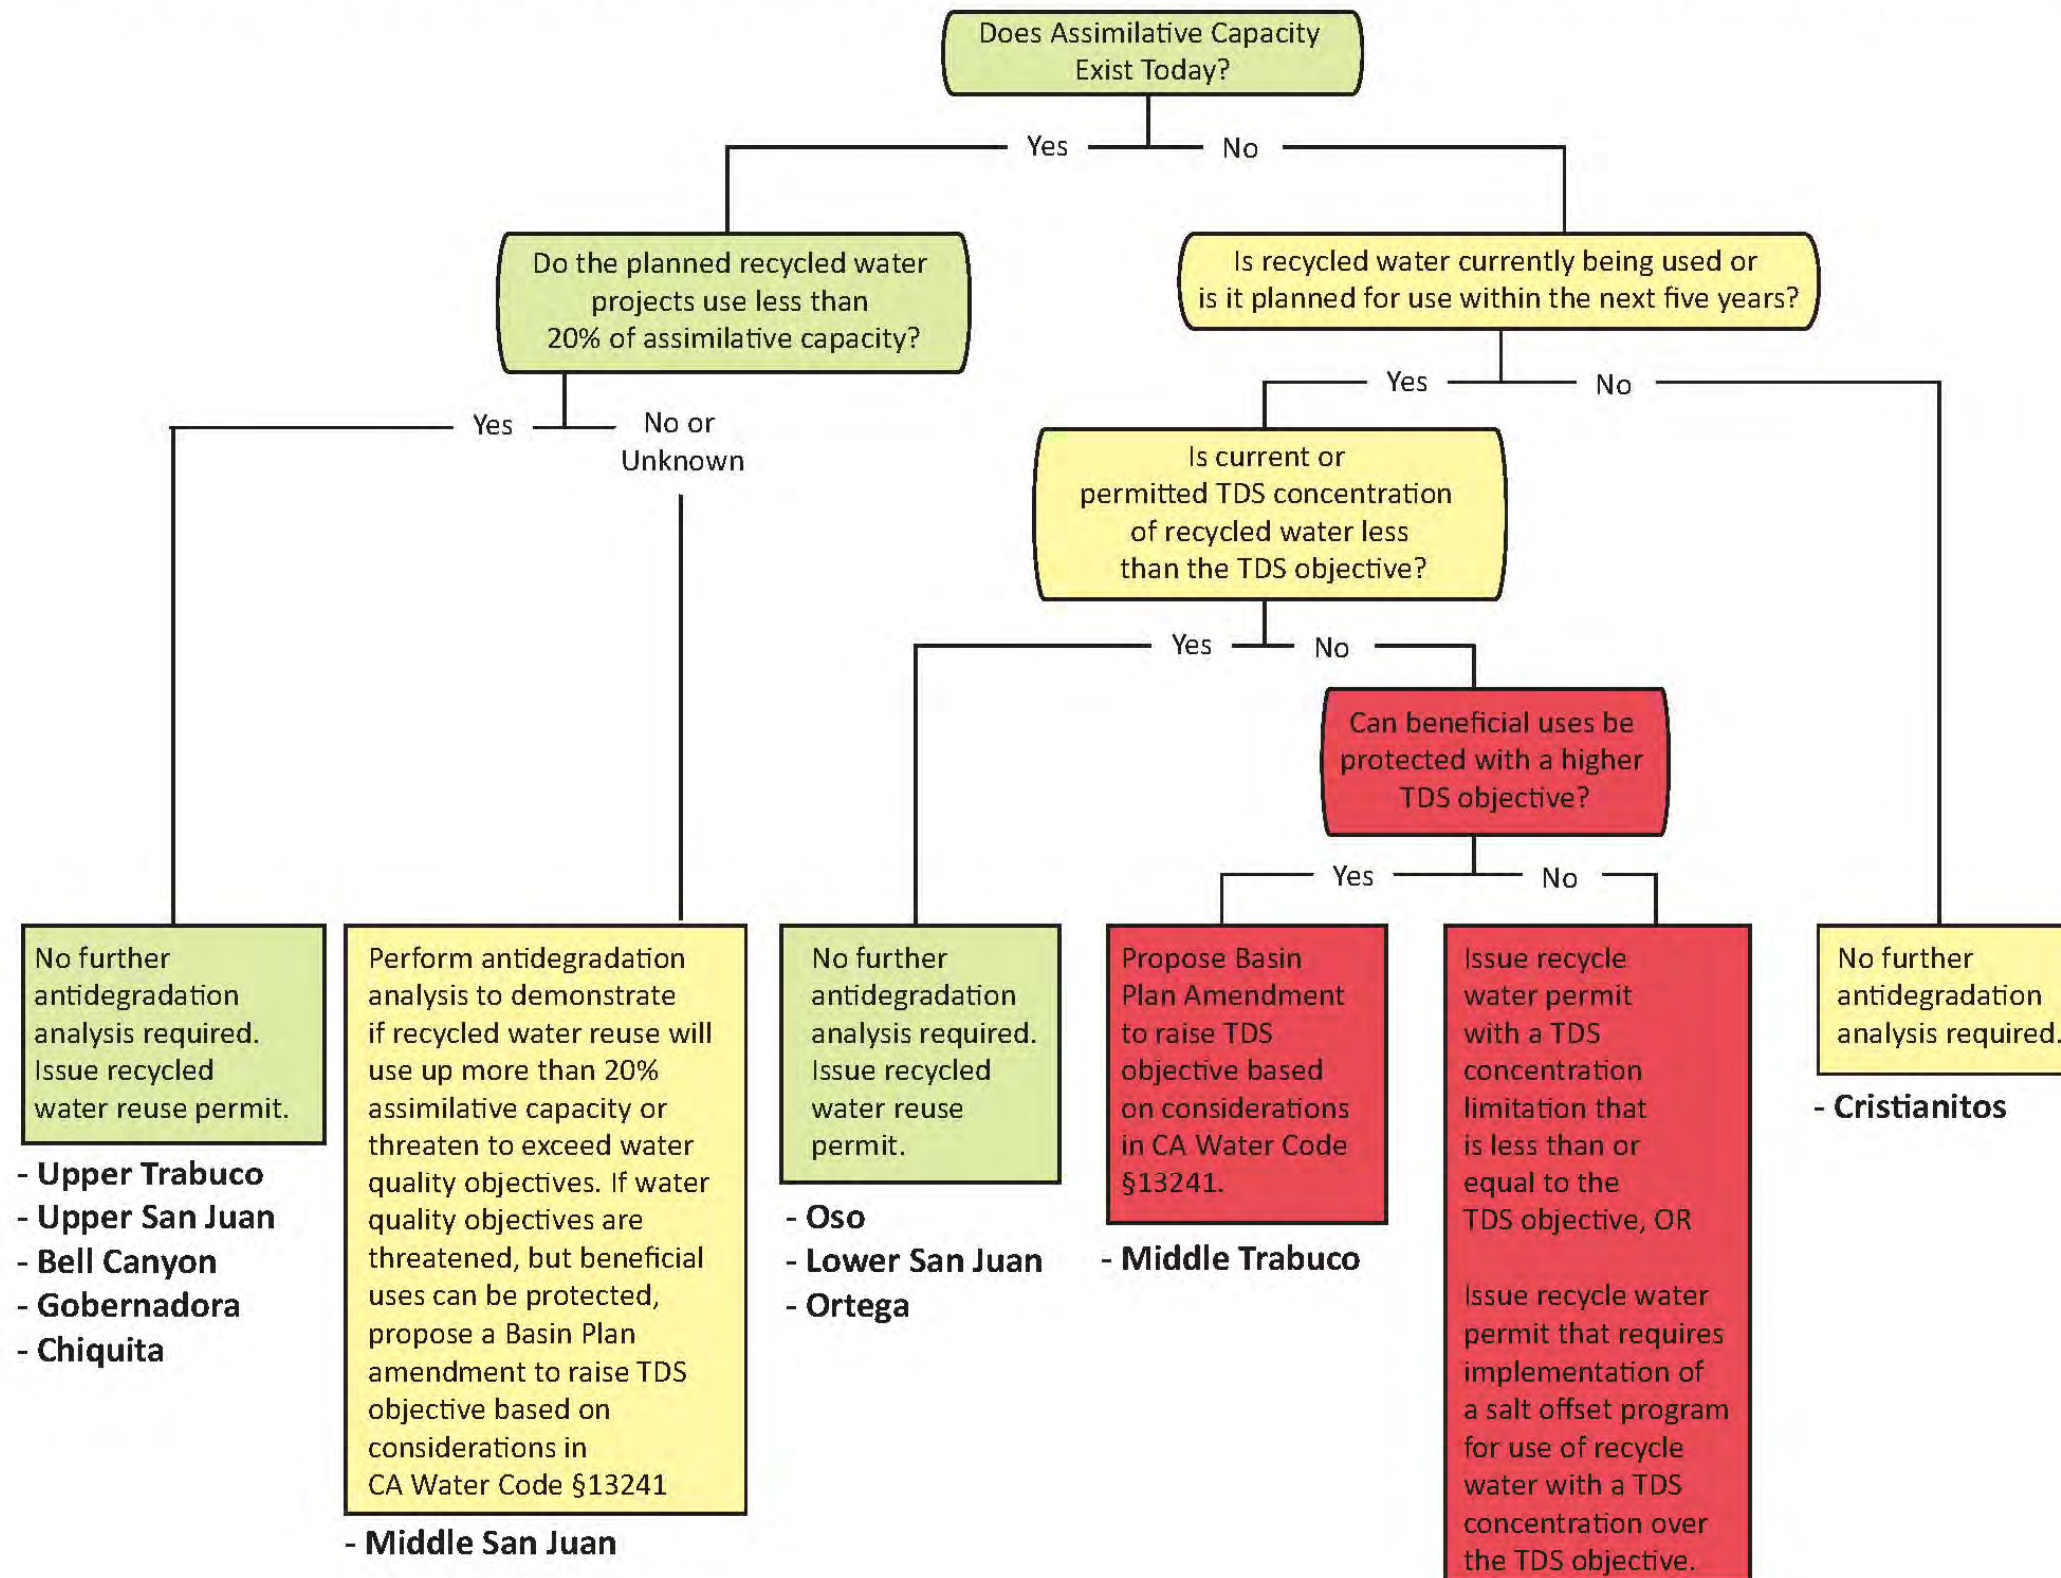 Does Assimilative Capacity
Exist Today?
Yes
No
Do the planned recycled water
projects use less than
20% of assimilative capacity?
Is recycled water currently being used or
is it planned for use within the next five years?
Yes
No or
Unknown
Yes
No
Is current or
permitted TDS concentration
of recycled water less
than the TDS objective?
Yes
No
Can beneficial uses be
protected with a higher
TDS objective?
Yes
No
No further
antidegradation
analysis required.
Issue recycled
water reuse permit.
- Upper Trabuco
- Upper San Juan
- Bell Canyon
- Gobernadora
- Chiquita
Perform antidegradation
analysis to demonstrate
if recycled water reuse will
use up more than 20%
assimilative capacity or
threaten to exceed water
quality objectives. If water
quality objectives are
threatened, but beneficial
uses can be protected,
propose a Basin Plan
amendment to raise TDS
objective based on
considerations in
CA Water Code §13241
- Middle San Juan
No further
antidegradation
analysis required.
Issue recycled
water reuse
permit.
- Oso
- Lower San Juan
- Ortega
Propose Basin
Plan Amendment
to raise TDS
objective based
on considerations
in CA Water Code
§13241.
- Middle Trabuco
Issue recycle
water permit
with a TDS
concentration
limitation that
is less than or
equal to the
TDS objective, OR
Issue recycle water
permit that requires
implementation of
a salt offset program
for use of recycle
water with a TDS
concentration over
the TDS objective.
No further
antidegradation
analysis required.
- Cristianitos